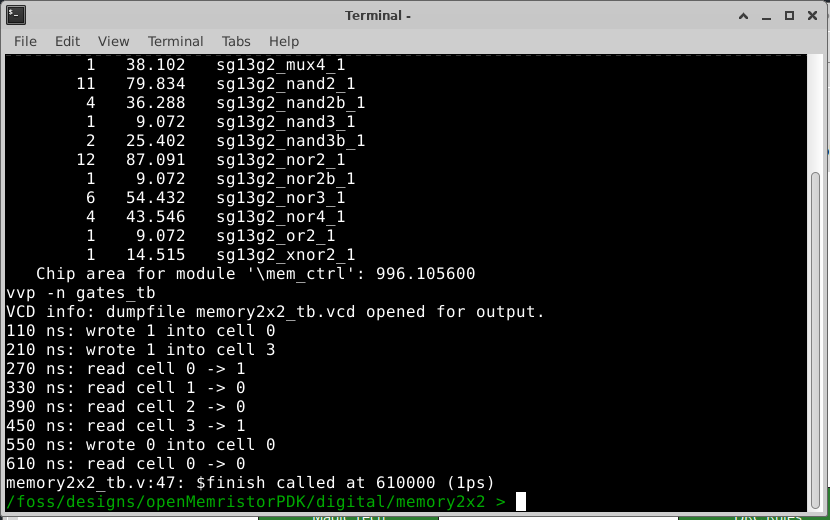 Terminal -
File Edit View Terminal Tabs Help
1 38.102 sg13g2_mux4_1
11 79.834 sg13g2_nand2_1
4 36.288 sg13g2_nand2b_1
1 9.072 sg13g2_nand3_1
2 25.402 sg13g2_nand3b_1
12 87.091 sg13g2_nor2_1
1 9.072 sg13g2_nor2b_1
6 54.432 sg13g2_nor3_1
4 43.546 sg13g2_nor4_1
1 9.072 sg13g2_or2_1
1 14.515 sg13g2_xnor2_1
Chip area for module '\mem_ctrl': 996.105600
vvp -n gates_tb
VCD info: dumpfile memory2x2_tb.vcd opened for output.
110 ns: wrote 1 into cell 0
210 ns: wrote 1 into cell 3
270 ns: read cell 0 -> 1
330 ns: read cell 1 -> 0
390 ns: read cell 2 -> 0
450 ns: read cell 3 -> 1
550 ns: wrote 0 into cell 0
610 ns: read cell 0 -> 0
memory2x2_tb.v:47: $finish called at 610000 (1ps)
/foss/designs/openMemristorPDK/digital/memory2x2 >
Magic Tech DRC Rules